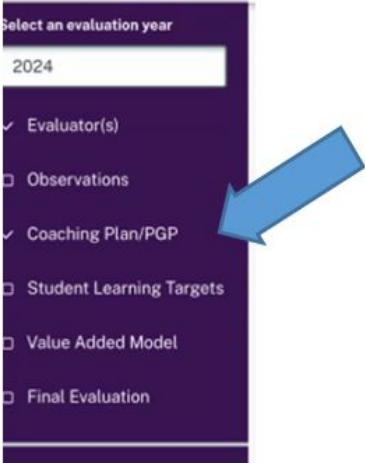 Select an evaluation year
2024
Evaluator(s)
Observations
Coaching Plan/PGP
Student Learning Targets
Value Added Model
Final Evaluation